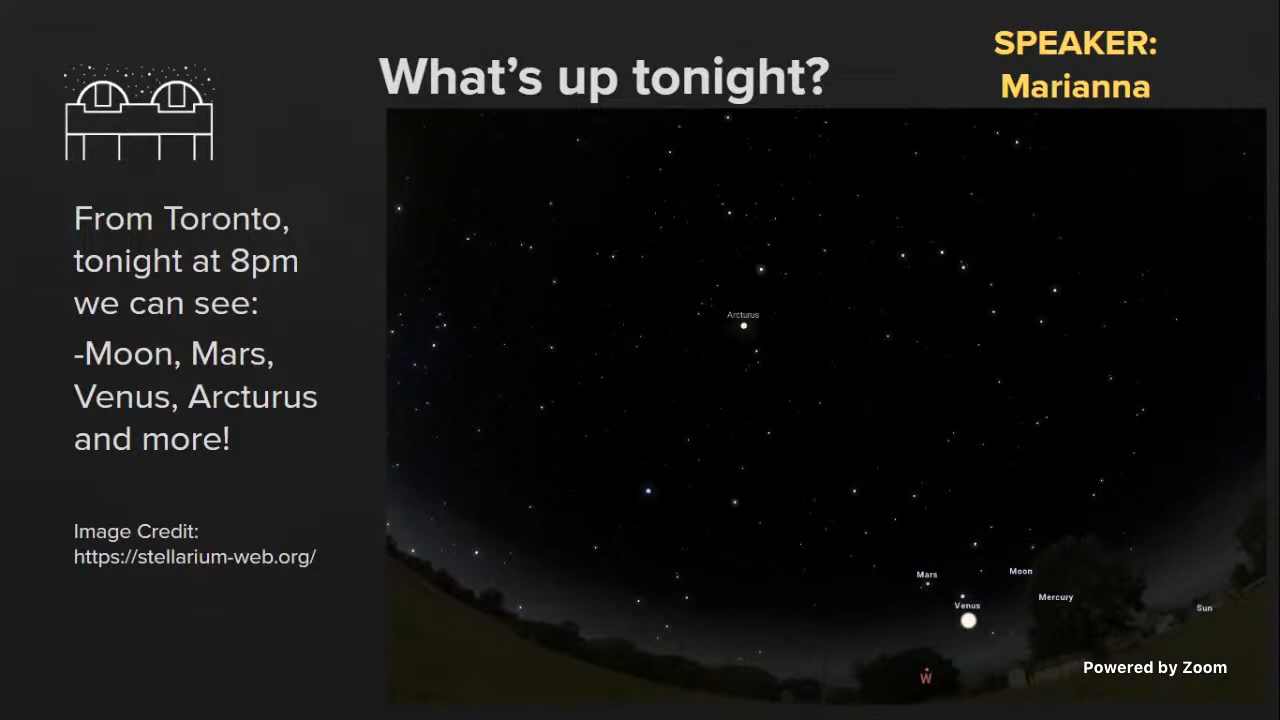 What's up tonight?
SPEAKER:
Marianna
From Toronto,
tonight at 8pm
we can see:
-Moon, Mars,
Venus, Arcturus
and more!
Image Credit:
https://stellarium-web.org/
Arcturus
Mars
Moon
Venus
Mercury
Sun
W
Powered by Zoom